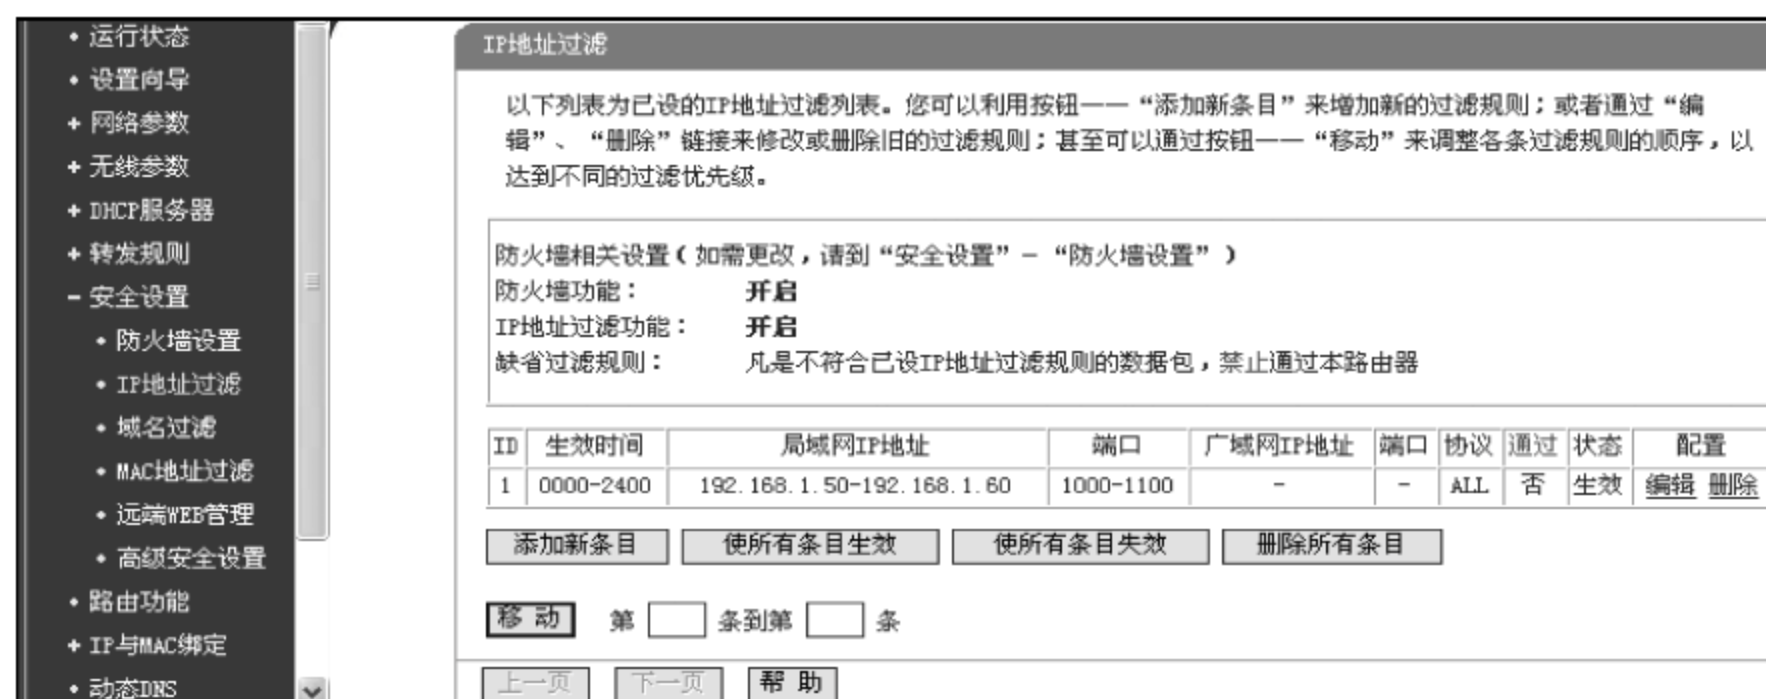 • 运行状态
• 设置向导
+ 网络参数
+ 无线参数
+ DHCP服务器
+ 转发规则
- 安全设置
• 防火墙设置
• IP地址过滤
• 域名过滤
• MAC地址过滤
• 远端WEB管理
• 高级安全设置
• 路由功能
+ IP与MAC绑定
• 动态DNS
IP地址过滤
以下列表为已设的IP地址过滤列表。您可以利用按钮——“添加新条目”来增加新的过滤规则；或者通过“编
辑”、“删除”链接来修改或删除旧的过滤规则；甚至可以通过按钮——“移动”来调整各条过滤规则的顺序，以
达到不同的过滤优先级。
防火墙相关设置（如需更改，请到“安全设置”-“防火墙设置”）
防火墙功能： 开启
IP地址过滤功能： 开启
缺省过滤规则： 凡是不符合已设IP地址过滤规则的数据包，禁止通过本路由器
ID 生效时间 局域网IP地址 端口 广域网IP地址 端口 协议 通过 状态 配置
1 0000-2400 192.168.1.50-192.168.1.60 1000-1100 - - ALL 否 生效 编辑 删除
添加新条目 使所有条目生效 使所有条目失效 删除所有条目
移 动 第 条到第 条
上一页 下一页 帮 助